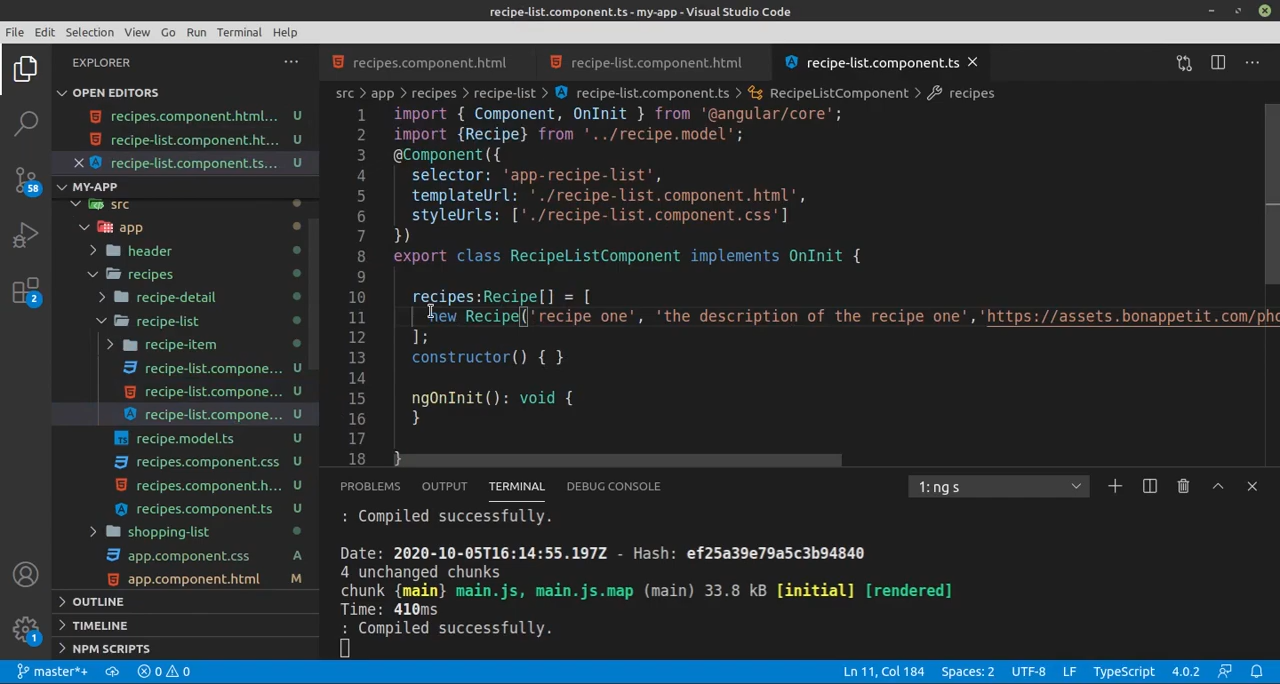 recipe-list.component.ts - my-app - Visual Studio Code
File Edit Selection View Go Run Terminal Help
EXPLORER
OPEN EDITORS
recipes.component.html... U
recipe-list.component.ht... U
recipe-list.component.ts... U
MY-APP
src
app
header
recipes
recipe-detail
recipe-list
recipe-item
recipe-list.compone... U
recipe-list.compone... U
recipe-list.compone... U
recipe.model.ts U
recipes.component.css U
recipes.component.h... U
recipes.component.ts U
shopping-list
app.component.css A
app.component.html M
OUTLINE
TIMELINE
NPM SCRIPTS
58
2
1
recipes.component.html recipe-list.component.html recipe-list.component.ts
src > app > recipes > recipe-list > recipe-list.component.ts > RecipeListComponent > recipes
1 import { Component, OnInit } from '@angular/core';
2 import {Recipe} from '../recipe.model';
3 @Component({
4 selector: 'app-recipe-list',
5 templateUrl: './recipe-list.component.html',
6 styleUrls: ['./recipe-list.component.css']
7 })
8 export class RecipeListComponent implements OnInit {
9
10 recipes:Recipe[] = [
11 new Recipe('recipe one', 'the description of the recipe one','https://assets.bonappetit.com/pho
12 ];
13 constructor() { }
14
15 ngOnInit(): void {
16 }
17
18 }
PROBLEMS OUTPUT TERMINAL DEBUG CONSOLE 1: ng s
: Compiled successfully.
Date: 2020-10-05T16:14:55.197Z - Hash: ef25a39e79a5c3b94840
4 unchanged chunks
chunk {main} main.js, main.js.map (main) 33.8 kB [initial] [rendered]
Time: 410ms
: Compiled successfully.
master*+ 0 0 Ln 11, Col 184 Spaces: 2 UTF-8 LF TypeScript 4.0.2